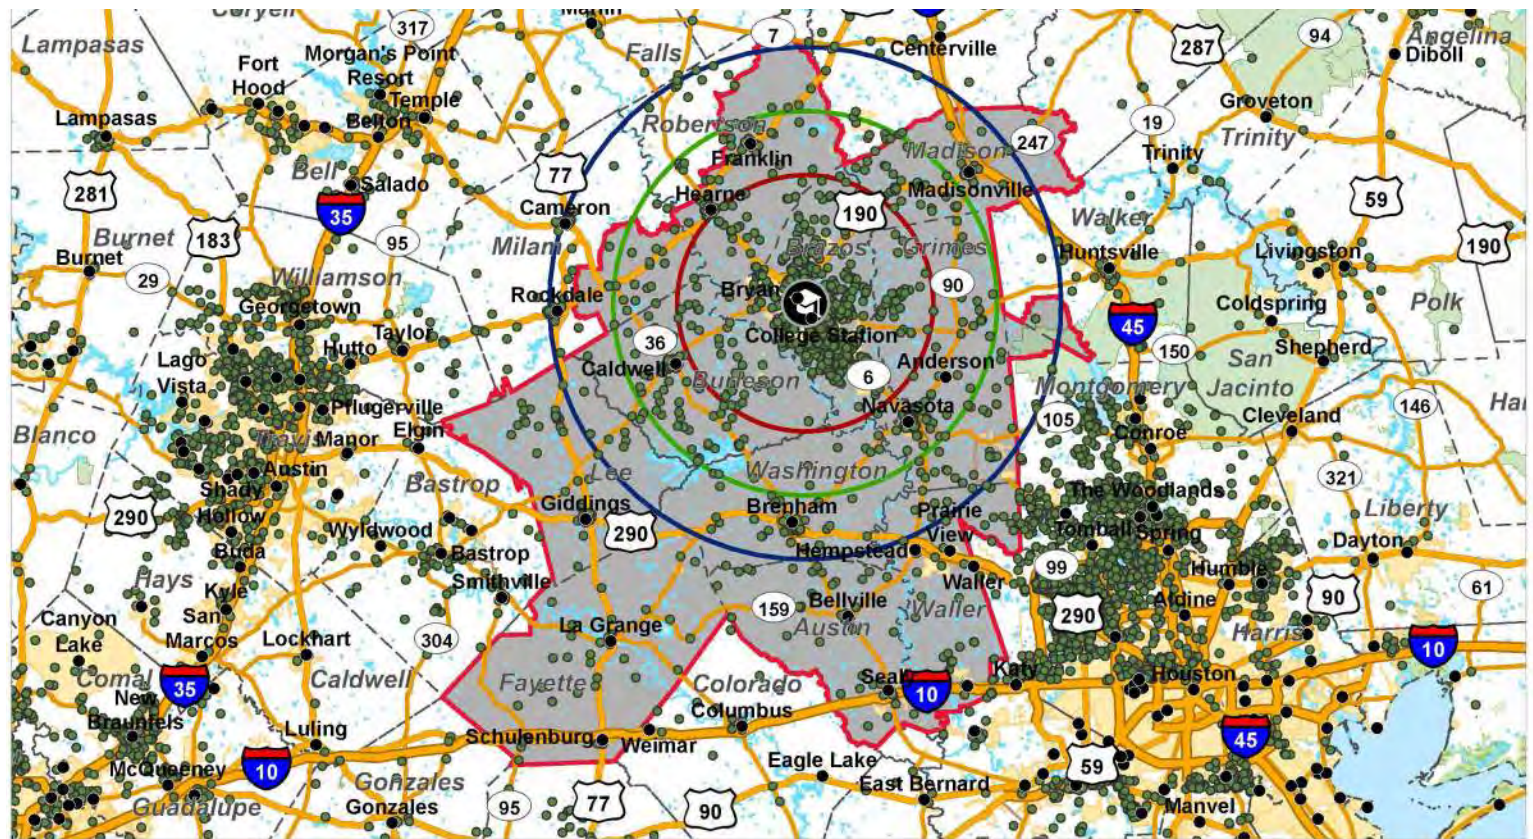 Coryell
317
Marlin
7
Centerville
287
94
Angelina
Diboll
Lampasas
Fort
Hood
Morgan's Point
Resort
Falls
Temple
Groveton
Lampasas
Belton
Robertson
Franklin
Madison
247
19
Trinity
Trinity
Bell
Salado
77
Hearne
Madisonville
281
35
Cameron
190
59
Burnet
183
95
Milam
Brazos
Grimes
Walker
Huntsville
Livingston
190
Burnet
29
Williamson
Georgetown
Rockdale
Bryan
90
Coldspring
Polk
Taylor
College Station
45
Hutto
36
150
San
Jacinto
Shepherd
Lago
Vista
Caldwell
Burleson
Anderson
6
Montgomery
Pflugerville
Navasota
105
146
Blanco
Travis
Manor
Elgin
Conroe
Cleveland
Austin
Lee
Washington
Shady
Hollow
Bastrop
321
The Woodlands
290
Giddings
Brenham
Prairie
View
Liberty
Wyldwood
290
Tomball
Spring
Buda
Bastrop
Hempstead
Dayton
Hays
Smithville
Waller
99
Humble
61
Kyle
Canyon
Lake
San
Marcos
Lockhart
304
La Grange
159
Bellville
Austin
Waller
290
Aldine
90
Harris
10
Comal
35
Caldwell
Fayette
Colorado
Sealy
10
Katy
Houston
New
Braunfels
Luling
Columbus
Schulenburg
Weimar
45
McQueeney
10
Gonzales
Eagle Lake
59
Guadalupe
Gonzales
95
77
90
East Bernard
Manvel